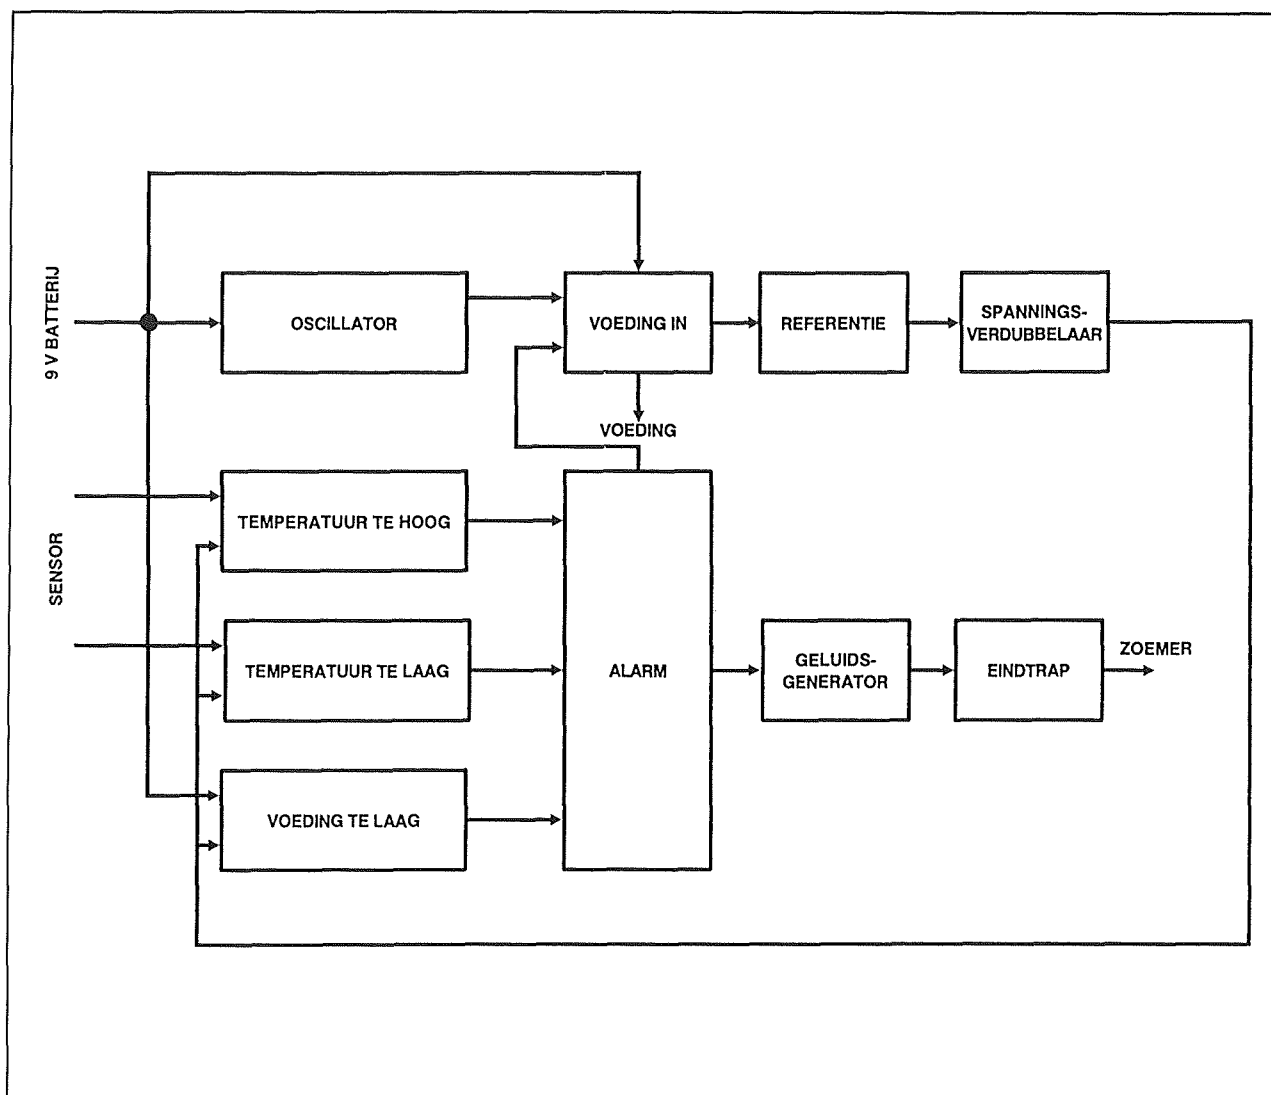 9 V BATTERIJ
OSCILLATOR
VOEDING IN
REFERENTIE
SPANNINGS-
VERDUBBELAAR
VOEDING
SENSOR
TEMPERATUUR TE HOOG
TEMPERATUUR TE LAAG
ALARM
GELUIDS-
GENERATOR
EINDTRAP
ZOEMER
VOEDING TE LAAG